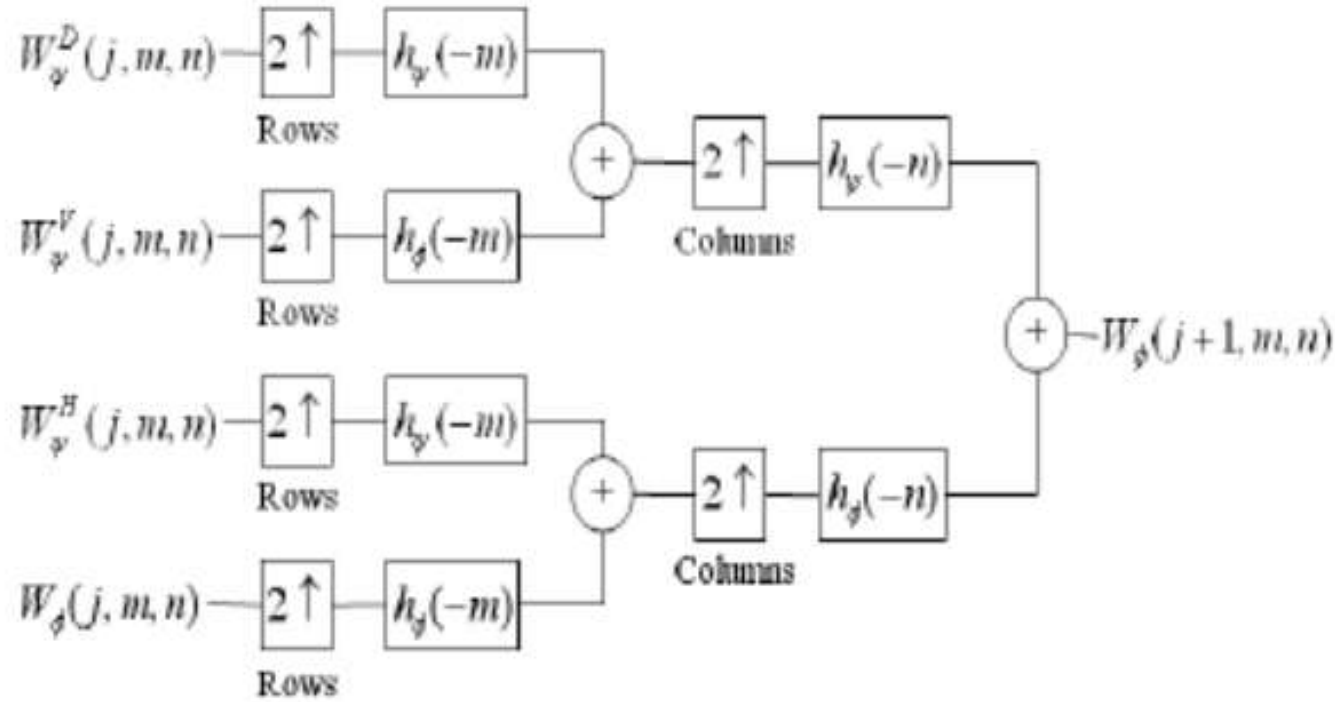 W_ψ^D(j, m, n) 2↑ h_ψ(−m)
Rows
+ 2↑ h_ψ(−n)
W_ψ^V(j, m, n) 2↑ h_ϕ(−m)
Columns
Rows
+ W_ϕ(j+1, m, n)
W_ψ^H(j, m, n) 2↑ h_ψ(−m)
Rows
+ 2↑ h_ϕ(−n)
Columns
W_ϕ(j, m, n) 2↑ h_ϕ(−m)
Rows